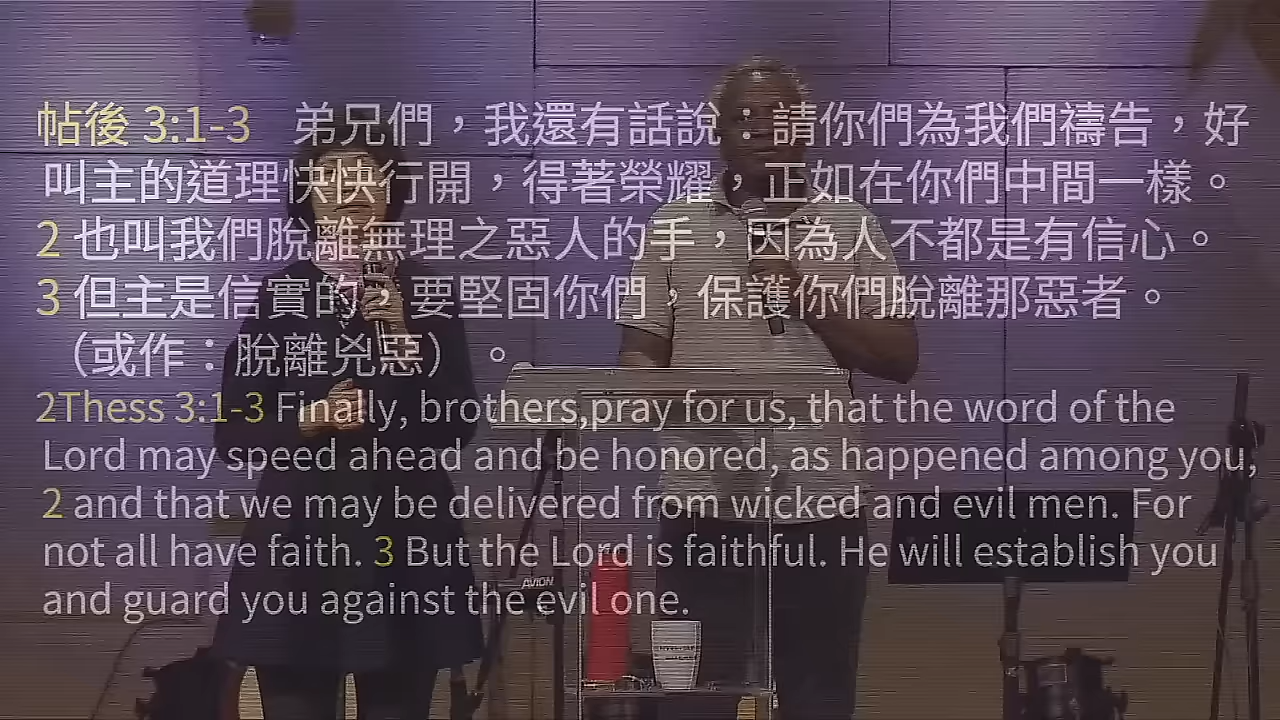 帖後 3:1-3 弟兄們，我還有話說：請你們為我們禱告，好
叫主的道理快快行開，得著榮耀，正如在你們中間一樣。
2 也叫我們脫離無理之惡人的手，因為人不都是有信心。
3 但主是信實的，要堅固你們，保護你們脫離那惡者。
（或作：脫離兇惡）。
2Thess 3:1-3 Finally, brothers,pray for us, that the word of the
Lord may speed ahead and be honored, as happened among you,
2 and that we may be delivered from wicked and evil men. For
not all have faith. 3 But the Lord is faithful. He will establish you
and guard you against the evil one.
AVION